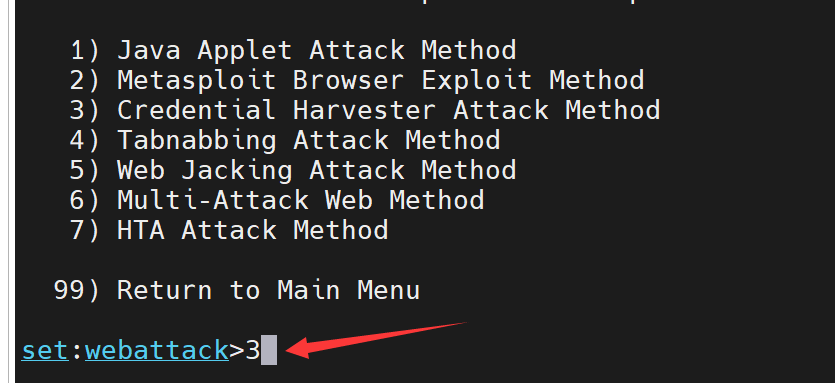 1) Java Applet Attack Method
2) Metasploit Browser Exploit Method
3) Credential Harvester Attack Method
4) Tabnabbing Attack Method
5) Web Jacking Attack Method
6) Multi-Attack Web Method
7) HTA Attack Method
99) Return to Main Menu
set:webattack>3